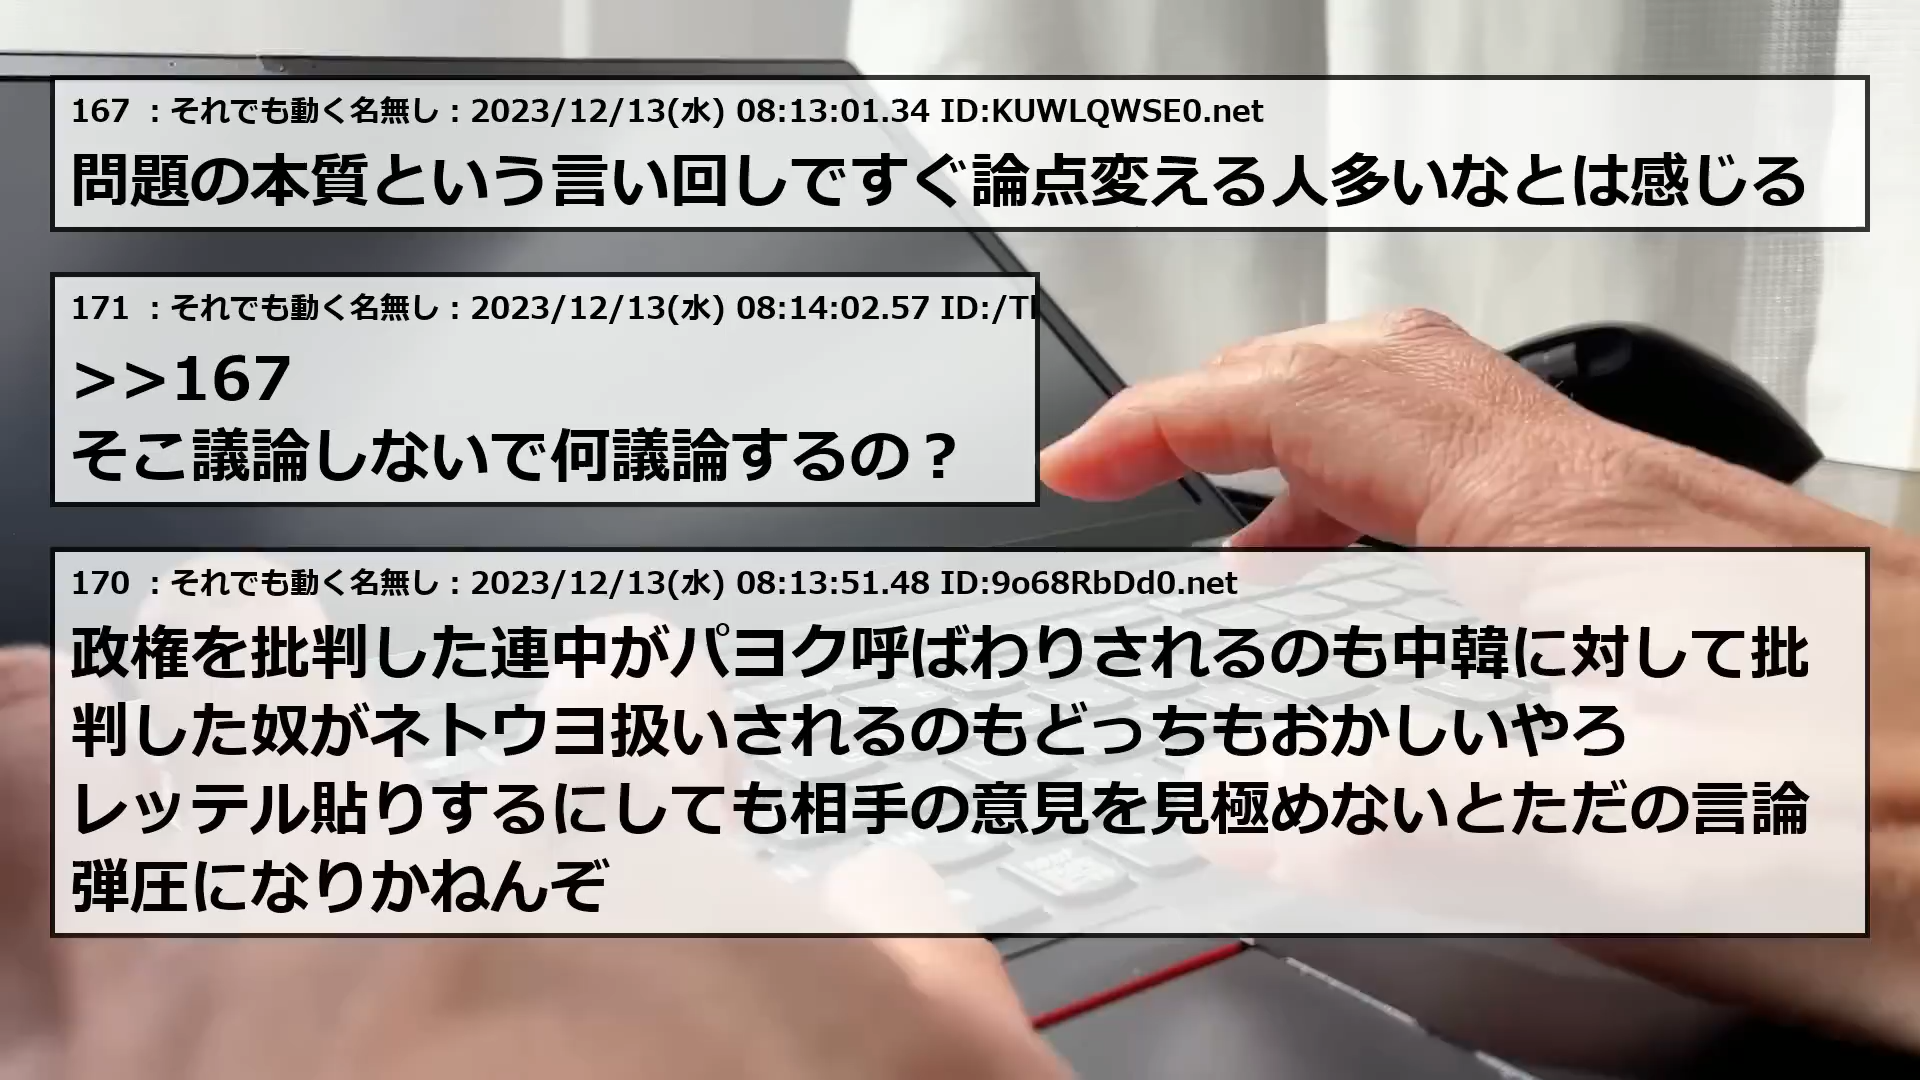 167 ：それでも動く名無し：2023/12/13(水) 08:13:01.34 ID:KUWLQWSE0.net
問題の本質という言い回しですぐ論点変える人多いなとは感じる
171 ：それでも動く名無し：2023/12/13(水) 08:14:02.57 ID:/T
>>167
そこ議論しないで何議論するの？
170 ：それでも動く名無し：2023/12/13(水) 08:13:51.48 ID:9o68RbDd0.net
政権を批判した連中がパヨク呼ばわりされるのも中韓に対して批
判した奴がネトウヨ扱いされるのもどっちもおかしいやろ
レッテル貼りするにしても相手の意見を見極めないとただの言論
弾圧になりかねんぞ